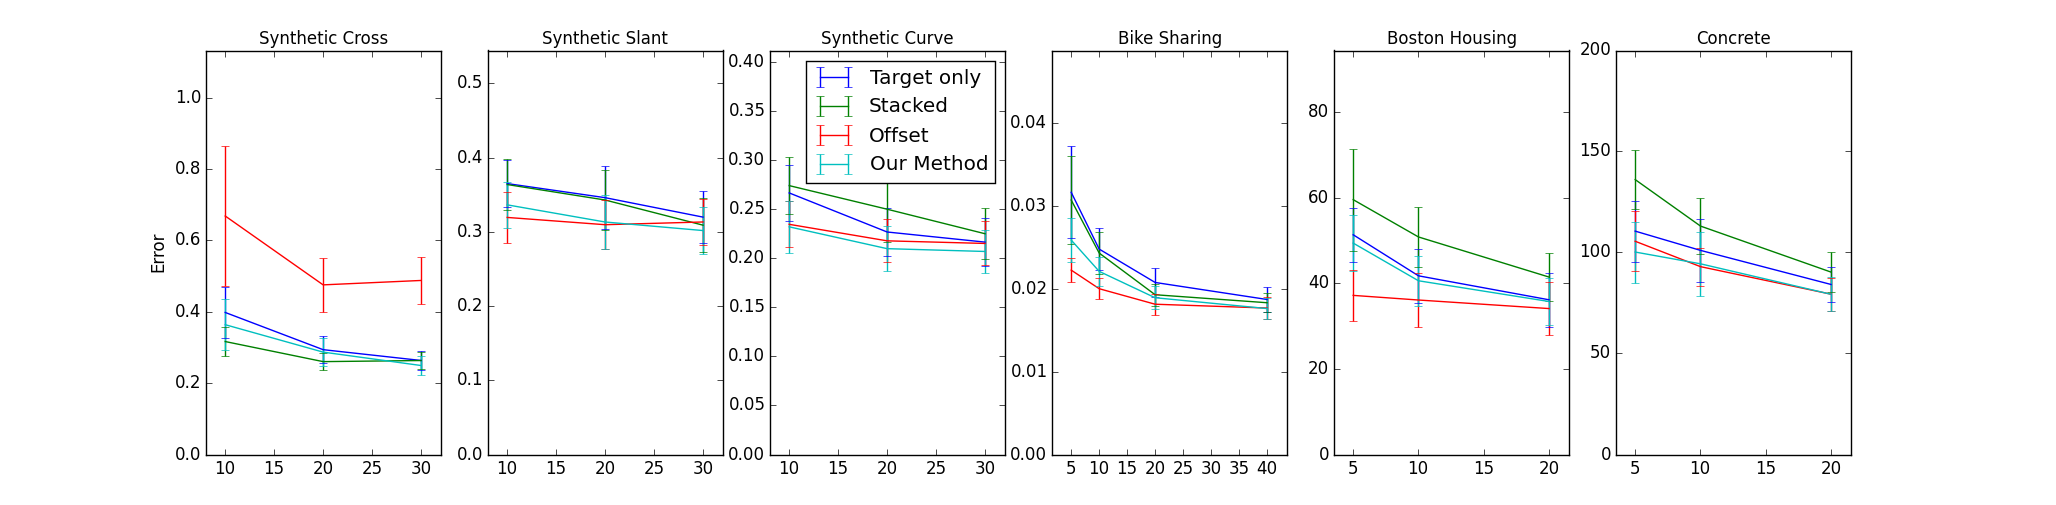 Synthetic Cross
Synthetic Slant
Synthetic Curve
Bike Sharing
Boston Housing
Concrete
Error
1.0
0.8
0.6
0.4
0.2
0.0
10 15 20 25 30
0.5
0.4
0.3
0.2
0.1
0.0
10 15 20 25 30
0.40
0.35
0.30
0.25
0.20
0.15
0.10
0.05
0.00
10 15 20 25 30
Target only
Stacked
Offset
Our Method
0.04
0.03
0.02
0.01
0.00
5 10 15 20 25 30 35 40
80
60
40
20
0
5 10 15 20
200
150
100
50
0
5 10 15 20